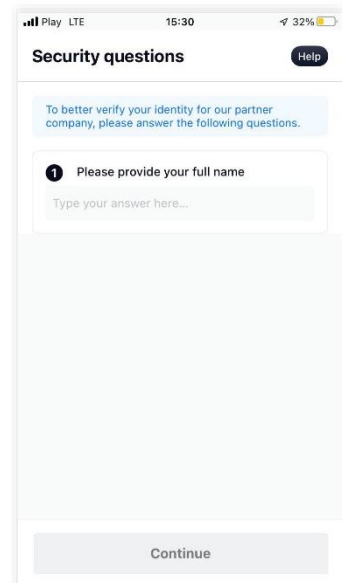 Play LTE 15:30 32%
Security questions Help
To better verify your identity for our partner
company, please answer the following questions.
1 Please provide your full name
Type your answer here...
Continue